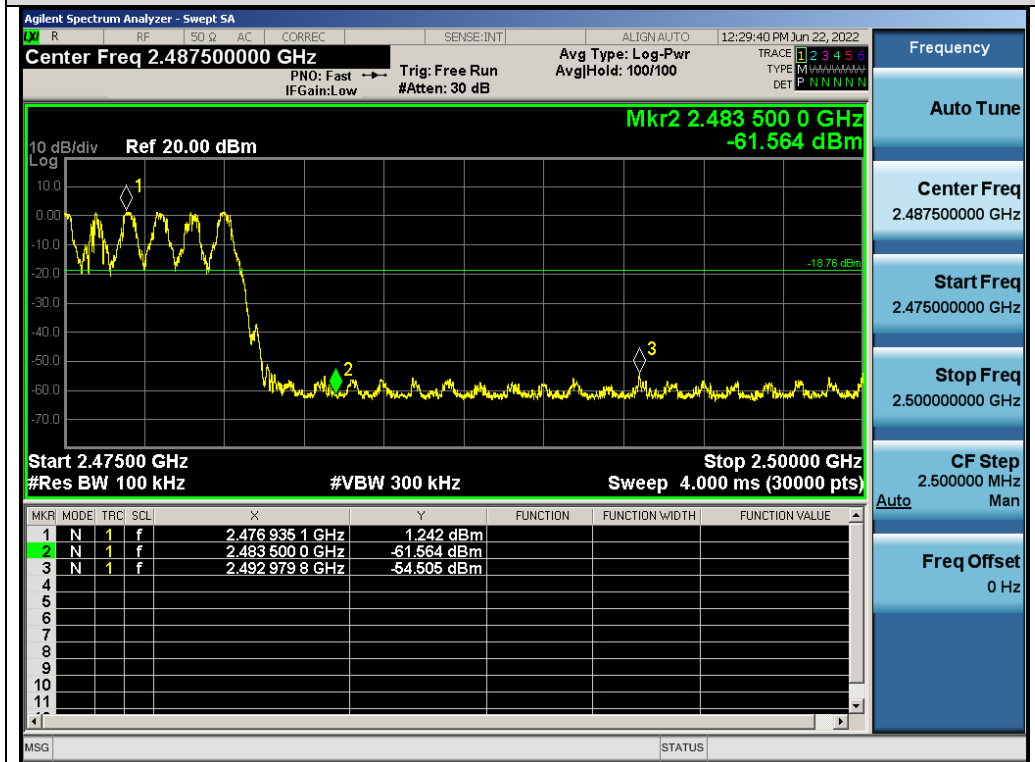 Agilent Spectrum Analyzer - Swept SA
LXI R RF 50 Ω AC CORREC SENSE:INT ALIGN AUTO 12:29:40 PM Jun 22, 2022
Center Freq 2.487500000 GHz
PNO: Fast
IFGain:Low
Trig: Free Run
#Atten: 30 dB
Avg Type: Log-Pwr
Avg|Hold: 100/100
TRACE 1 2 3 4 5 6
TYPE M
DET P N N N N N
Mkr2 2.483 500 0 GHz
-61.564 dBm
10 dB/div Ref 20.00 dBm
Log
10.0
0.00
-10.0
-20.0
-30.0
-40.0
-50.0
-60.0
-70.0
1
2
3
-18.76 dBm
Start 2.47500 GHz Stop 2.50000 GHz
#Res BW 100 kHz #VBW 300 kHz Sweep 4.000 ms (30000 pts)
MKR MODE TRC SCL X Y FUNCTION FUNCTION WIDTH FUNCTION VALUE
1 N 1 f 2.476 935 1 GHz 1.242 dBm
2 N 1 f 2.483 500 0 GHz -61.564 dBm
3 N 1 f 2.492 979 8 GHz -54.505 dBm
4
5
6
7
8
9
10
11
MSG STATUS
Frequency
Auto Tune
Center Freq
2.487500000 GHz
Start Freq
2.475000000 GHz
Stop Freq
2.500000000 GHz
CF Step
2.500000 MHz
Auto Man
Freq Offset
0 Hz